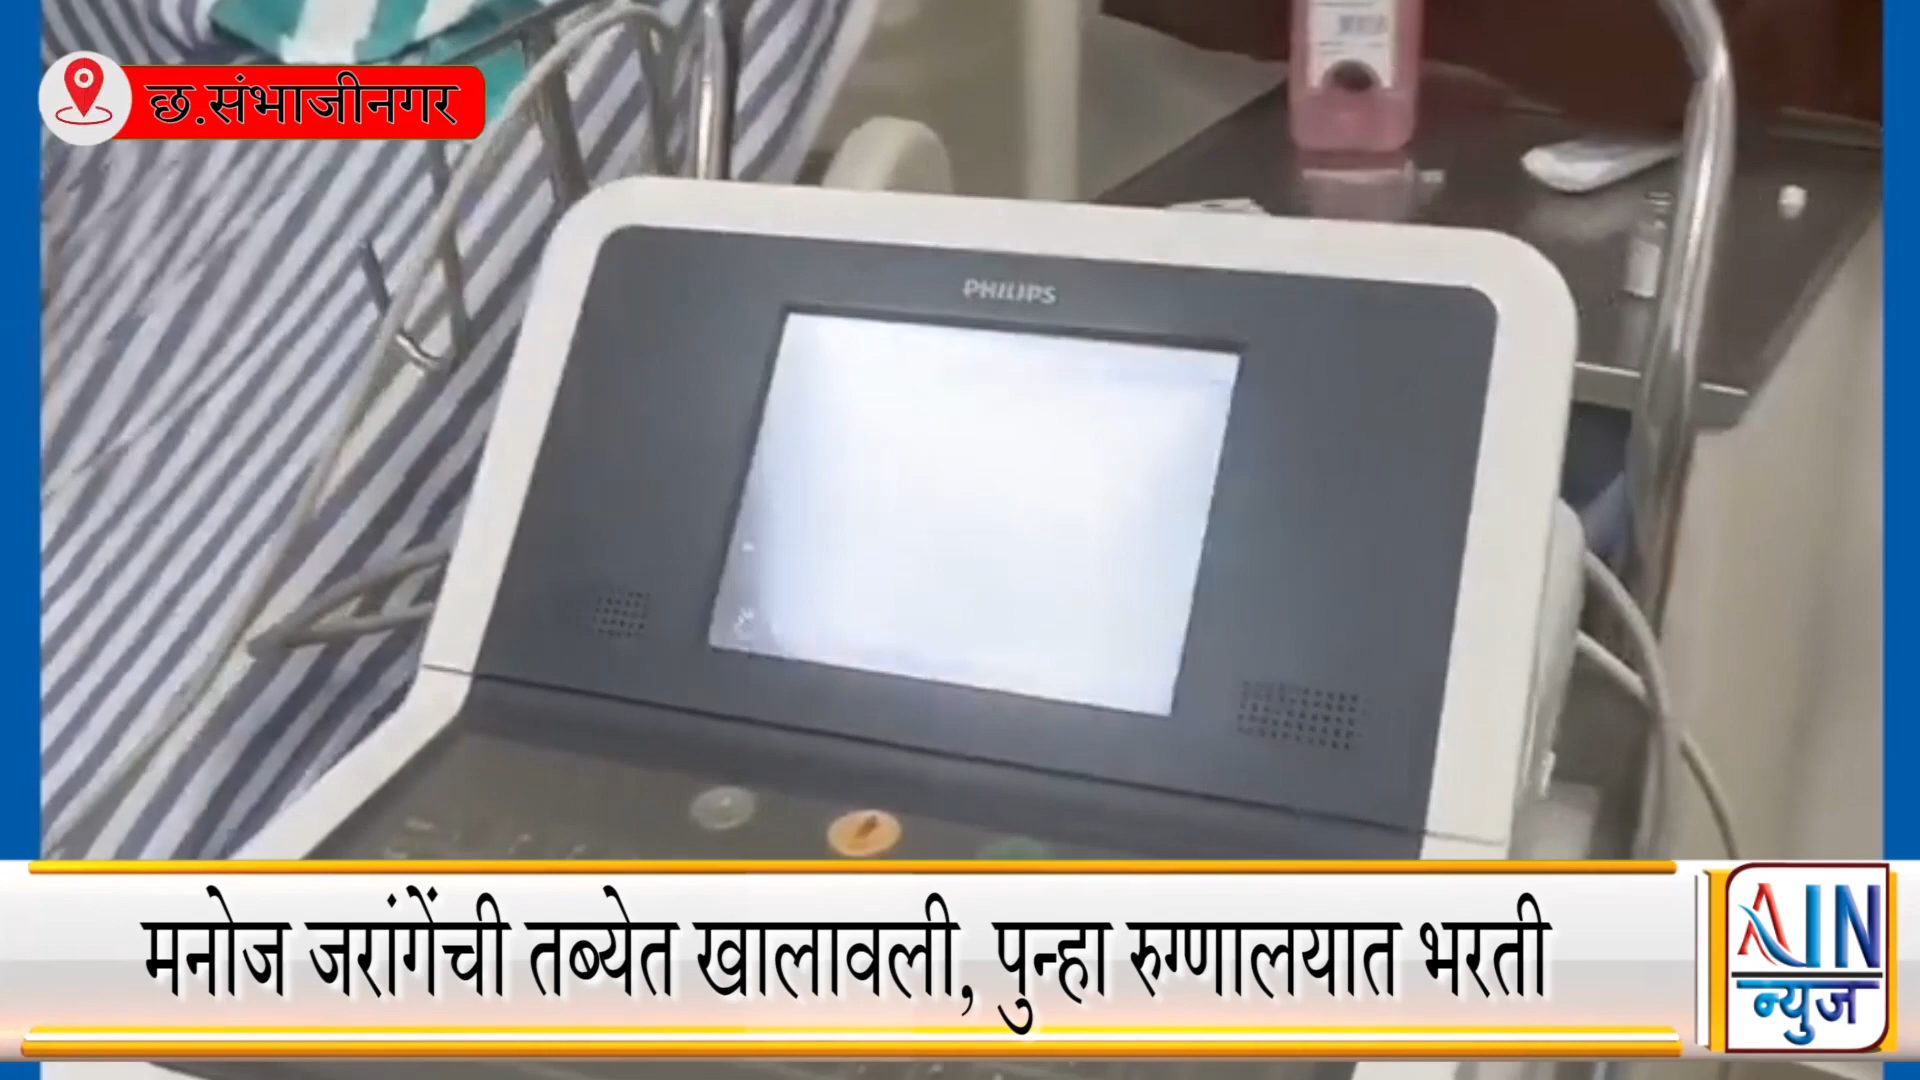 छ.संभाजीनगर
PHILIPS
मनोज जरांगेंची तब्येत खालावली, पुन्हा रुग्णालयात भरती
AIN
न्युज